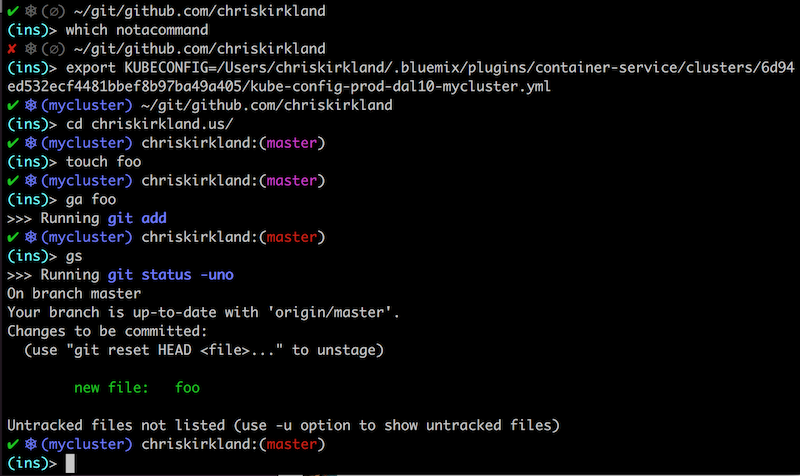 ✔ ⎈ (∅) ~/git/github.com/chriskirkland
(ins)> which notacommand
✘ ⎈ (∅) ~/git/github.com/chriskirkland
(ins)> export KUBECONFIG=/Users/chriskirkland/.bluemix/plugins/container-service/clusters/6d94
ed532ecf4481bbef8b97ba49a405/kube-config-prod-dal10-mycluster.yml
✔ ⎈ (mycluster) ~/git/github.com/chriskirkland
(ins)> cd chriskirkland.us/
✔ ⎈ (mycluster) chriskirkland:(master)
(ins)> touch foo
✔ ⎈ (mycluster) chriskirkland:(master)
(ins)> ga foo
>>> Running git add
✔ ⎈ (mycluster) chriskirkland:(master)
(ins)> gs
>>> Running git status -uno
On branch master
Your branch is up-to-date with 'origin/master'.
Changes to be committed:
  (use "git reset HEAD <file>..." to unstage)
        new file:   foo
Untracked files not listed (use -u option to show untracked files)
✔ ⎈ (mycluster) chriskirkland:(master)
(ins)>